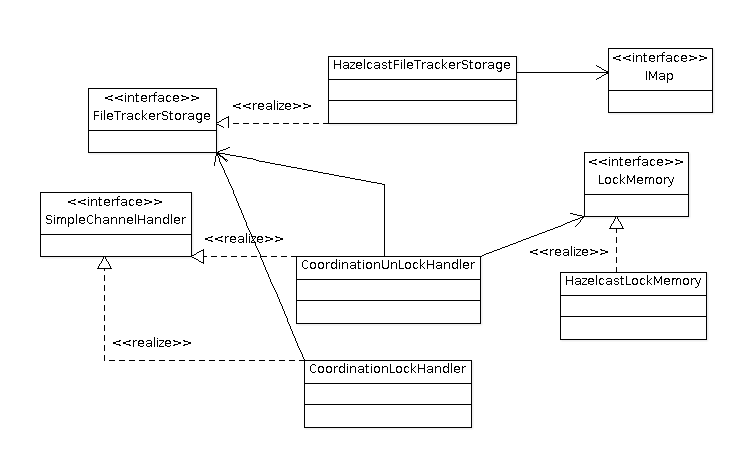 HazelcastFileTrackerStorage
<<interface>>
IMap
<<interface>>
FileTrackerStorage
<<realize>>
<<interface>>
LockMemory
<<interface>>
SimpleChannelHandler
<<realize>>
<<realize>>
CoordinationUnLockHandler
HazelcastLockMemory
<<realize>>
CoordinationLockHandler